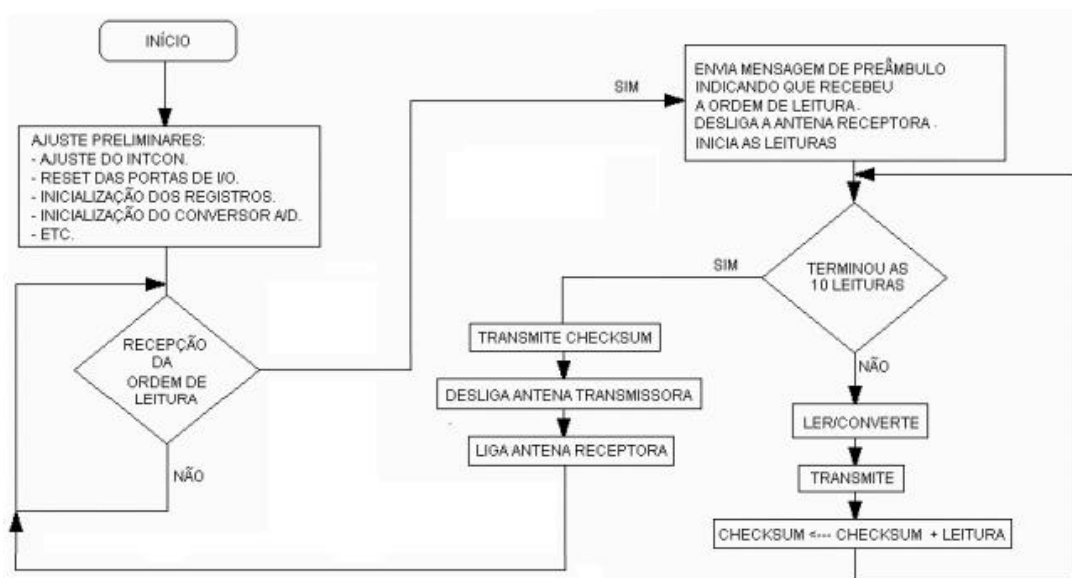 INÍCIO
AJUSTE PRELIMINARES:
- AJUSTE DO INTCON.
- RESET DAS PORTAS DE I/O.
- INICIALIZAÇÃO DOS REGISTROS.
- INICIALIZAÇÃO DO CONVERSOR A/D.
- ETC.
RECEPÇÃO
DA
ORDEM DE
LEITURA
NÃO
SIM
ENVIA MENSAGEM DE PREÂMBULO
INDICANDO QUE RECEBEU
A ORDEM DE LEITURA.
DESLIGA A ANTENA RECEPTORA.
INICIA AS LEITURAS
TERMINOU AS
10 LEITURAS
SIM
TRANSMITE CHECKSUM
DESLIGA ANTENA TRANSMISSORA
LIGA ANTENA RECEPTORA
NÃO
LER/CONVERTE
TRANSMITE
CHECKSUM <--- CHECKSUM + LEITURA